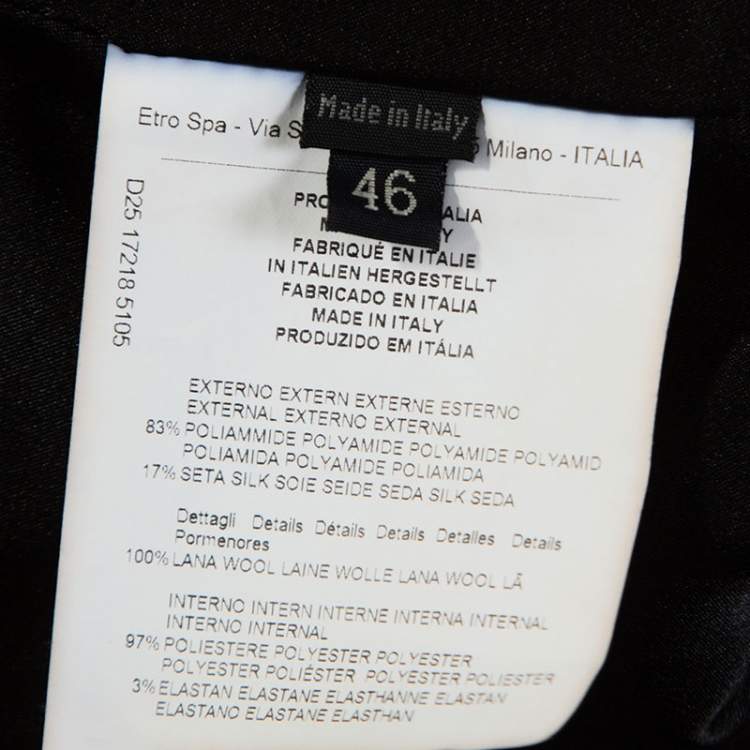 Made in Italy
Etro Spa - Via S 5 Milano - ITALIA
46
D25 17218 5105
PRO ALIA
M Y
FABRIQUÉ EN ITALIE
IN ITALIEN HERGESTELLT
FABRICADO EN ITALIA
MADE IN ITALY
PRODUZIDO EM ITÁLIA
EXTERNO EXTERN EXTERNE ESTERNO
EXTERNAL EXTERNO EXTERNAL
83% POLIAMMIDE POLYAMIDE POLYAMIDE POLYAMID
POLIAMIDA POLYAMIDE POLIAMIDA
17% SETA SILK SOIE SEIDE SEDA SILK SEDA
Dettagli Details Détails Details Detalles Details
Pormenores
100% LANA WOOL LAINE WOLLE LANA WOOL LÃ
INTERNO INTERN INTERNE INTERNA INTERNAL
INTERNO INTERNAL
97% POLIESTERE POLYESTER POLYESTER
POLYESTER POLIÉSTER POLYESTER POLIESTER
3% ELASTAN ELASTANE ELASTHANNE ELASTAN
ELASTANO ELASTANE ELASTHAN